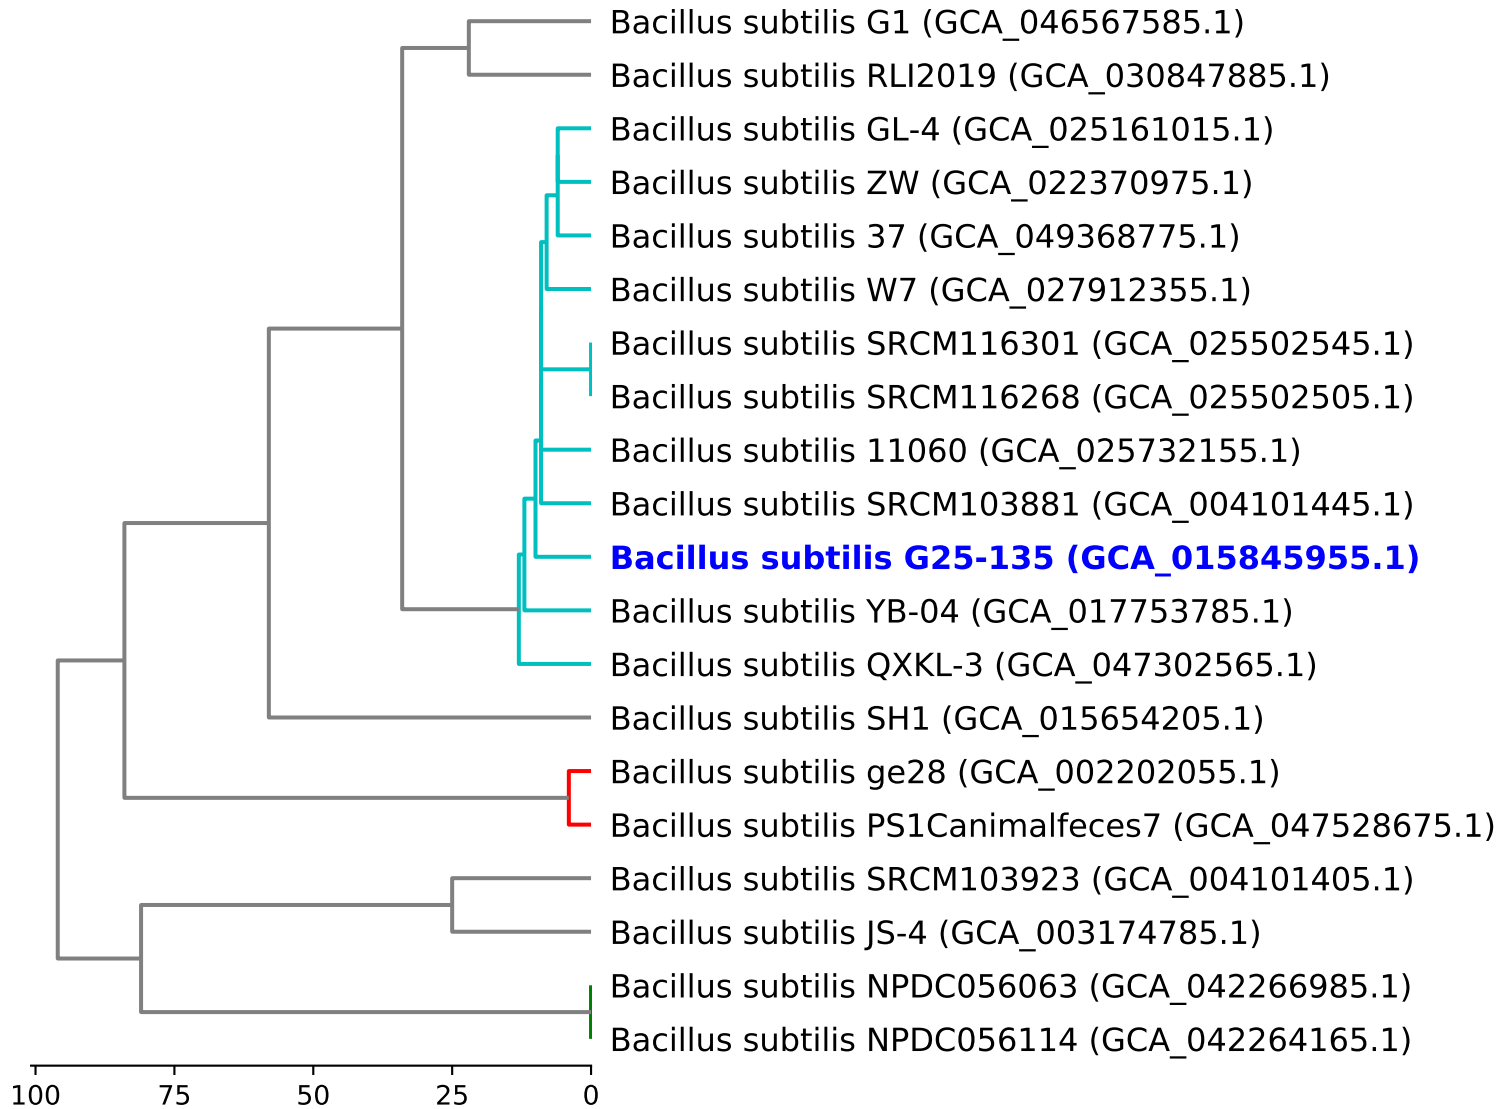 Bacillus subtilis G1 (GCA_046567585.1)
Bacillus subtilis RLI2019 (GCA_030847885.1)
Bacillus subtilis GL-4 (GCA_025161015.1)
Bacillus subtilis ZW (GCA_022370975.1)
Bacillus subtilis 37 (GCA_049368775.1)
Bacillus subtilis W7 (GCA_027912355.1)
Bacillus subtilis SRCM116301 (GCA_025502545.1)
Bacillus subtilis SRCM116268 (GCA_025502505.1)
Bacillus subtilis 11060 (GCA_025732155.1)
Bacillus subtilis SRCM103881 (GCA_004101445.1)
Bacillus subtilis G25-135 (GCA_015845955.1)
Bacillus subtilis YB-04 (GCA_017753785.1)
Bacillus subtilis QXKL-3 (GCA_047302565.1)
Bacillus subtilis SH1 (GCA_015654205.1)
Bacillus subtilis ge28 (GCA_002202055.1)
Bacillus subtilis PS1Canimalfeces7 (GCA_047528675.1)
Bacillus subtilis SRCM103923 (GCA_004101405.1)
Bacillus subtilis JS-4 (GCA_003174785.1)
Bacillus subtilis NPDC056063 (GCA_042266985.1)
Bacillus subtilis NPDC056114 (GCA_042264165.1)
100 75 50 25 0